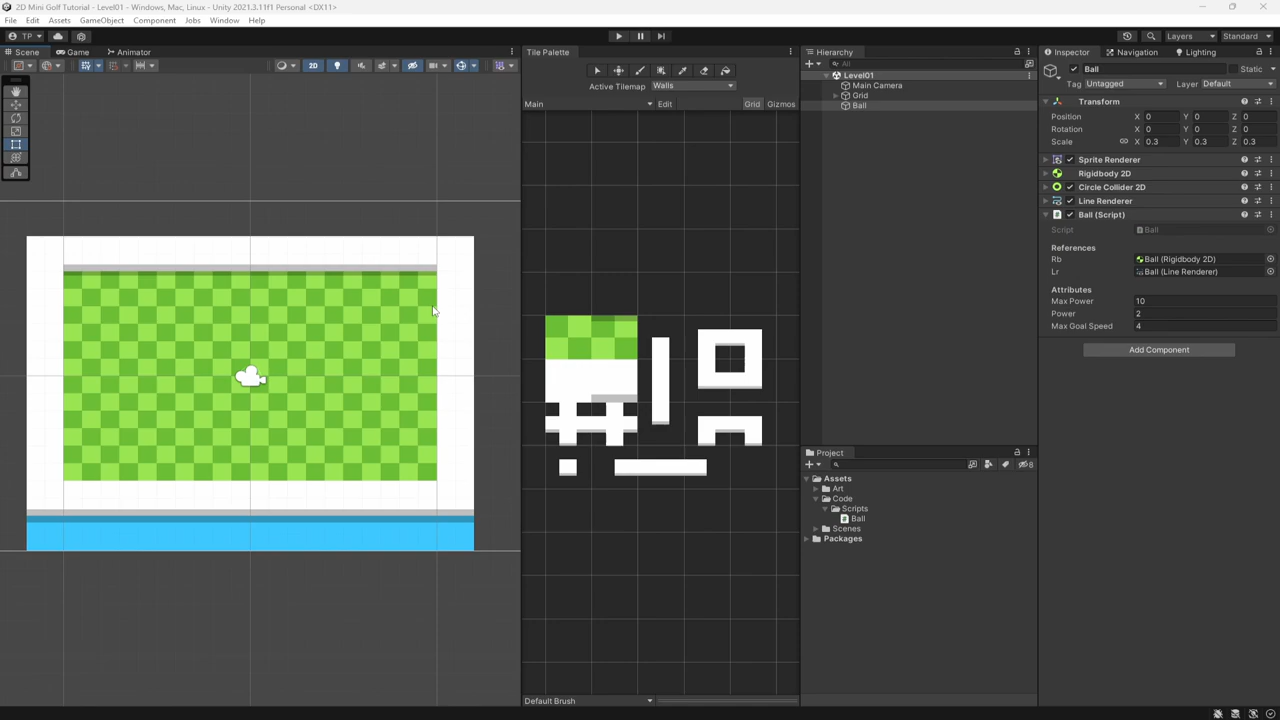 2D Mini Golf Tutorial - Level01 - Windows, Mac, Linux - Unity 2021.3.11f1 Personal <DX11>
File Edit Assets GameObject Component Jobs Window Help
TP
Layers Standard
Scene Game Animator
2D
Tile Palette
Active Tilemap Walls
Main Edit Grid Gizmos
Default Brush
Hierarchy
All
Level01
Main Camera
Grid
Ball
Project
8
Assets
Art
Code
Scripts
Ball
Scenes
Packages
Inspector Navigation Lighting
Ball Static
Tag Untagged Layer Default
Transform
Position X 0 Y 0 Z 0
Rotation X 0 Y 0 Z 0
Scale X 0.3 Y 0.3 Z 0.3
Sprite Renderer
Rigidbody 2D
Circle Collider 2D
Line Renderer
Ball (Script)
Script Ball
References
Rb Ball (Rigidbody 2D)
Lr Ball (Line Renderer)
Attributes
Max Power 10
Power 2
Max Goal Speed 4
Add Component